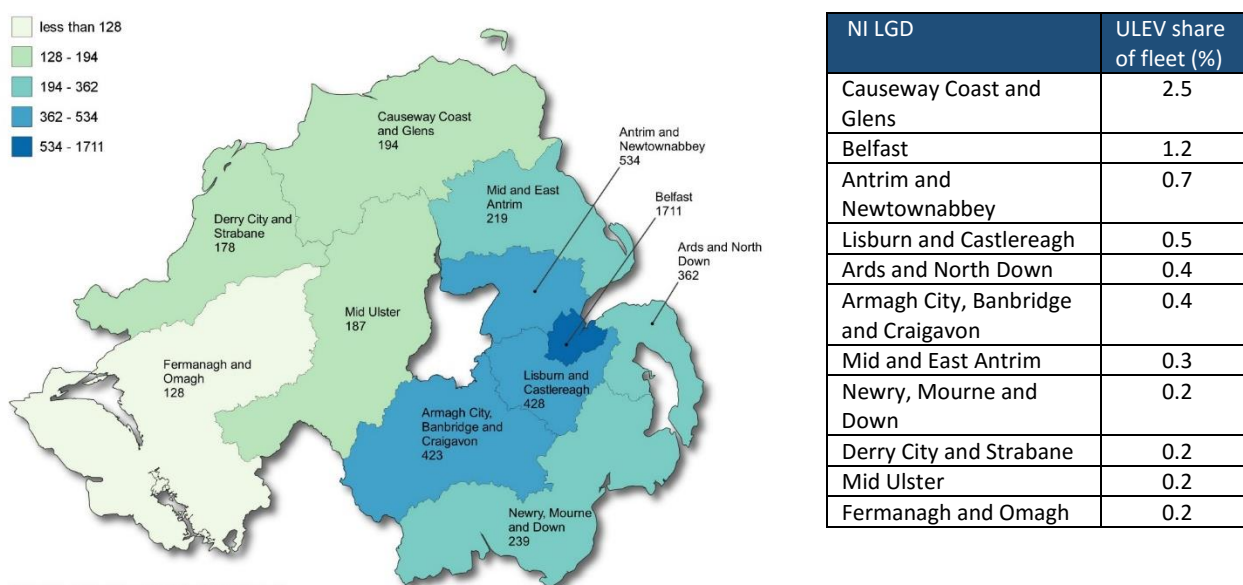 less than 128
128 - 194
194 - 362
362 - 534
534 - 1711
Causeway Coast
and Glens
194
Antrim and
Newtownabbey
534
Mid and East
Antrim
219
Belfast
1711
Derry City and
Strabane
178
Ards and North
Down
362
Mid Ulster
187
Fermanagh and
Omagh
128
Lisburn and
Castlereagh
428
Armagh City,
Banbridge and
Craigavon
423
Newry, Mourne
and Down
239
NI LGD ULEV share
of fleet (%)
Causeway Coast and 2.5
Glens
Belfast 1.2
Antrim and 0.7
Newtownabbey
Lisburn and Castlereagh 0.5
Ards and North Down 0.4
Armagh City, Banbridge 0.4
and Craigavon
Mid and East Antrim 0.3
Newry, Mourne and 0.2
Down
Derry City and Strabane 0.2
Mid Ulster 0.2
Fermanagh and Omagh 0.2